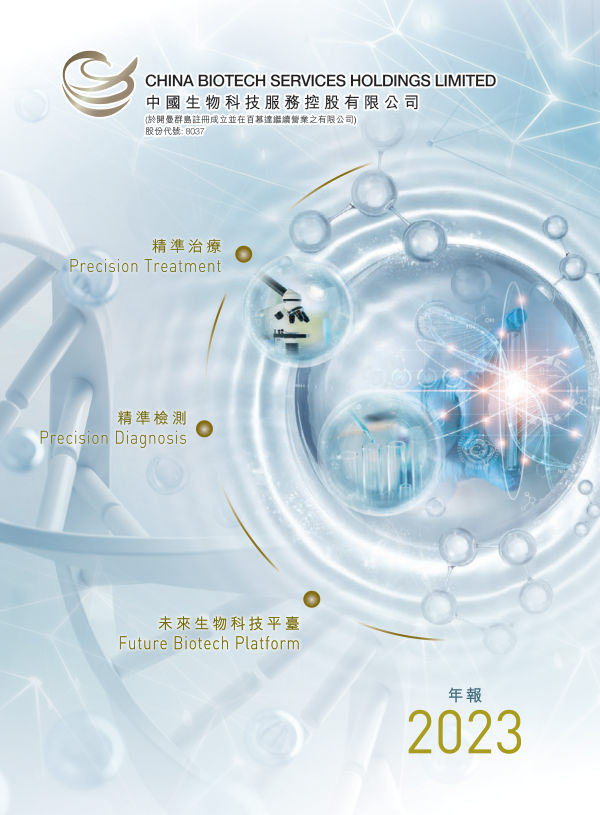 CHINA BIOTECH SERVICES HOLDINGS LIMITED
中國生物科技服務控股有限公司
(於開曼群島註冊成立並在百慕達繼續營業之有限公司)
股份代號: 8037
精準治療
Precision Treatment
精準檢測
Precision Diagnosis
未來生物科技平臺
Future Biotech Platform
年報
2023